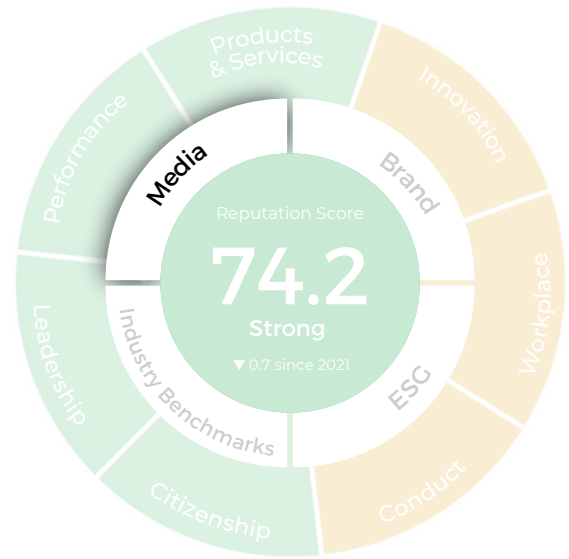 Products
& Services
Innovation
Workplace
Conduct
Citizenship
Leadership
Performance
Media
Brand
ESG
Industry Benchmarks
Reputation Score
74.2
Strong
▼ 0.7 since 2021